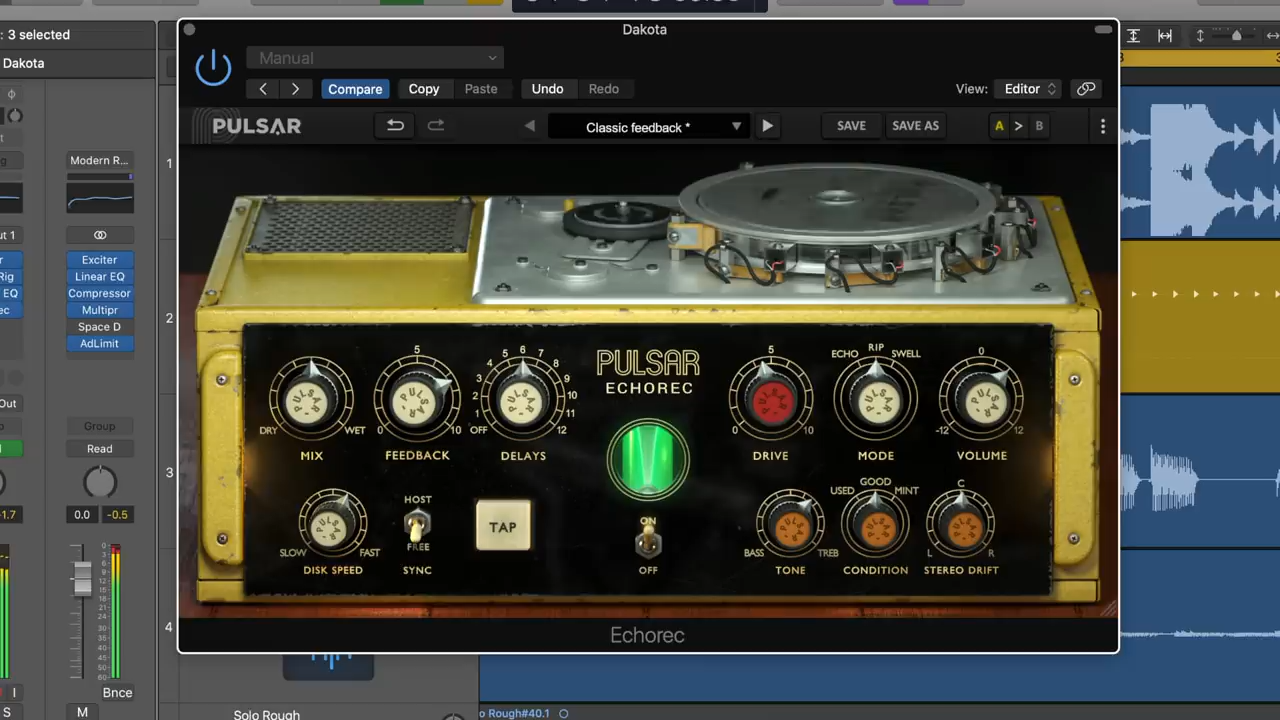 : 3 selected
Dakota
Dakota
Manual
Compare
Copy
Paste
Undo
Redo
View:
Editor
PULSAR
Classic feedback *
SAVE
SAVE AS
A > B
Modern R...
Exciter
Linear EQ
Compressor
Multipr
Space D
AdLimit
Rig
EQ
Out
Group
Read
0.0
-0.5
-1.7
Bnce
I
S
M
1
2
3
4
PULSAR
ECHOREC
DRY
WET
MIX
0
5
10
FEEDBACK
OFF
1
2
3
4
5
6
7
8
9
10
11
12
DELAYS
0
5
10
DRIVE
ECHO
RIP
SWELL
MODE
-12
0
12
VOLUME
SLOW
FAST
DISK SPEED
HOST
FREE
SYNC
TAP
ON
OFF
BASS
TREB
TONE
USED
GOOD
MINT
CONDITION
L
C
R
STEREO DRIFT
Echorec
Solo Rough
o Rough#40.1